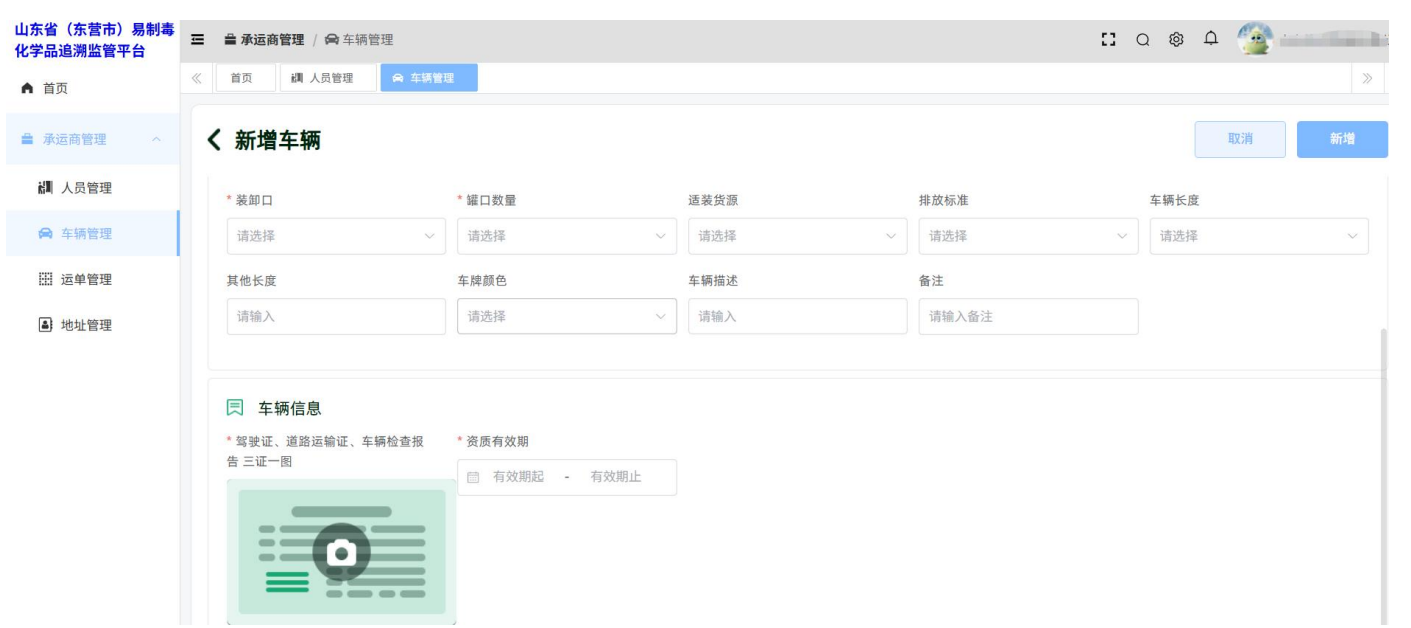 山东省（东营市）易制毒
化学品追溯监管平台
承运商管理 / 车辆管理
首页 人员管理 车辆管理
首页
承运商管理
人员管理
车辆管理
运单管理
地址管理
新增车辆
取消 新增
* 装卸口 * 罐口数量 适装货源 排放标准 车辆长度
请选择 请选择 请选择 请选择 请选择
其他长度 车牌颜色 车辆描述 备注
请输入 请选择 请输入 请输入备注
车辆信息
* 驾驶证、道路运输证、车辆检查报 * 资质有效期
告 三证一图
有效期起 - 有效期止